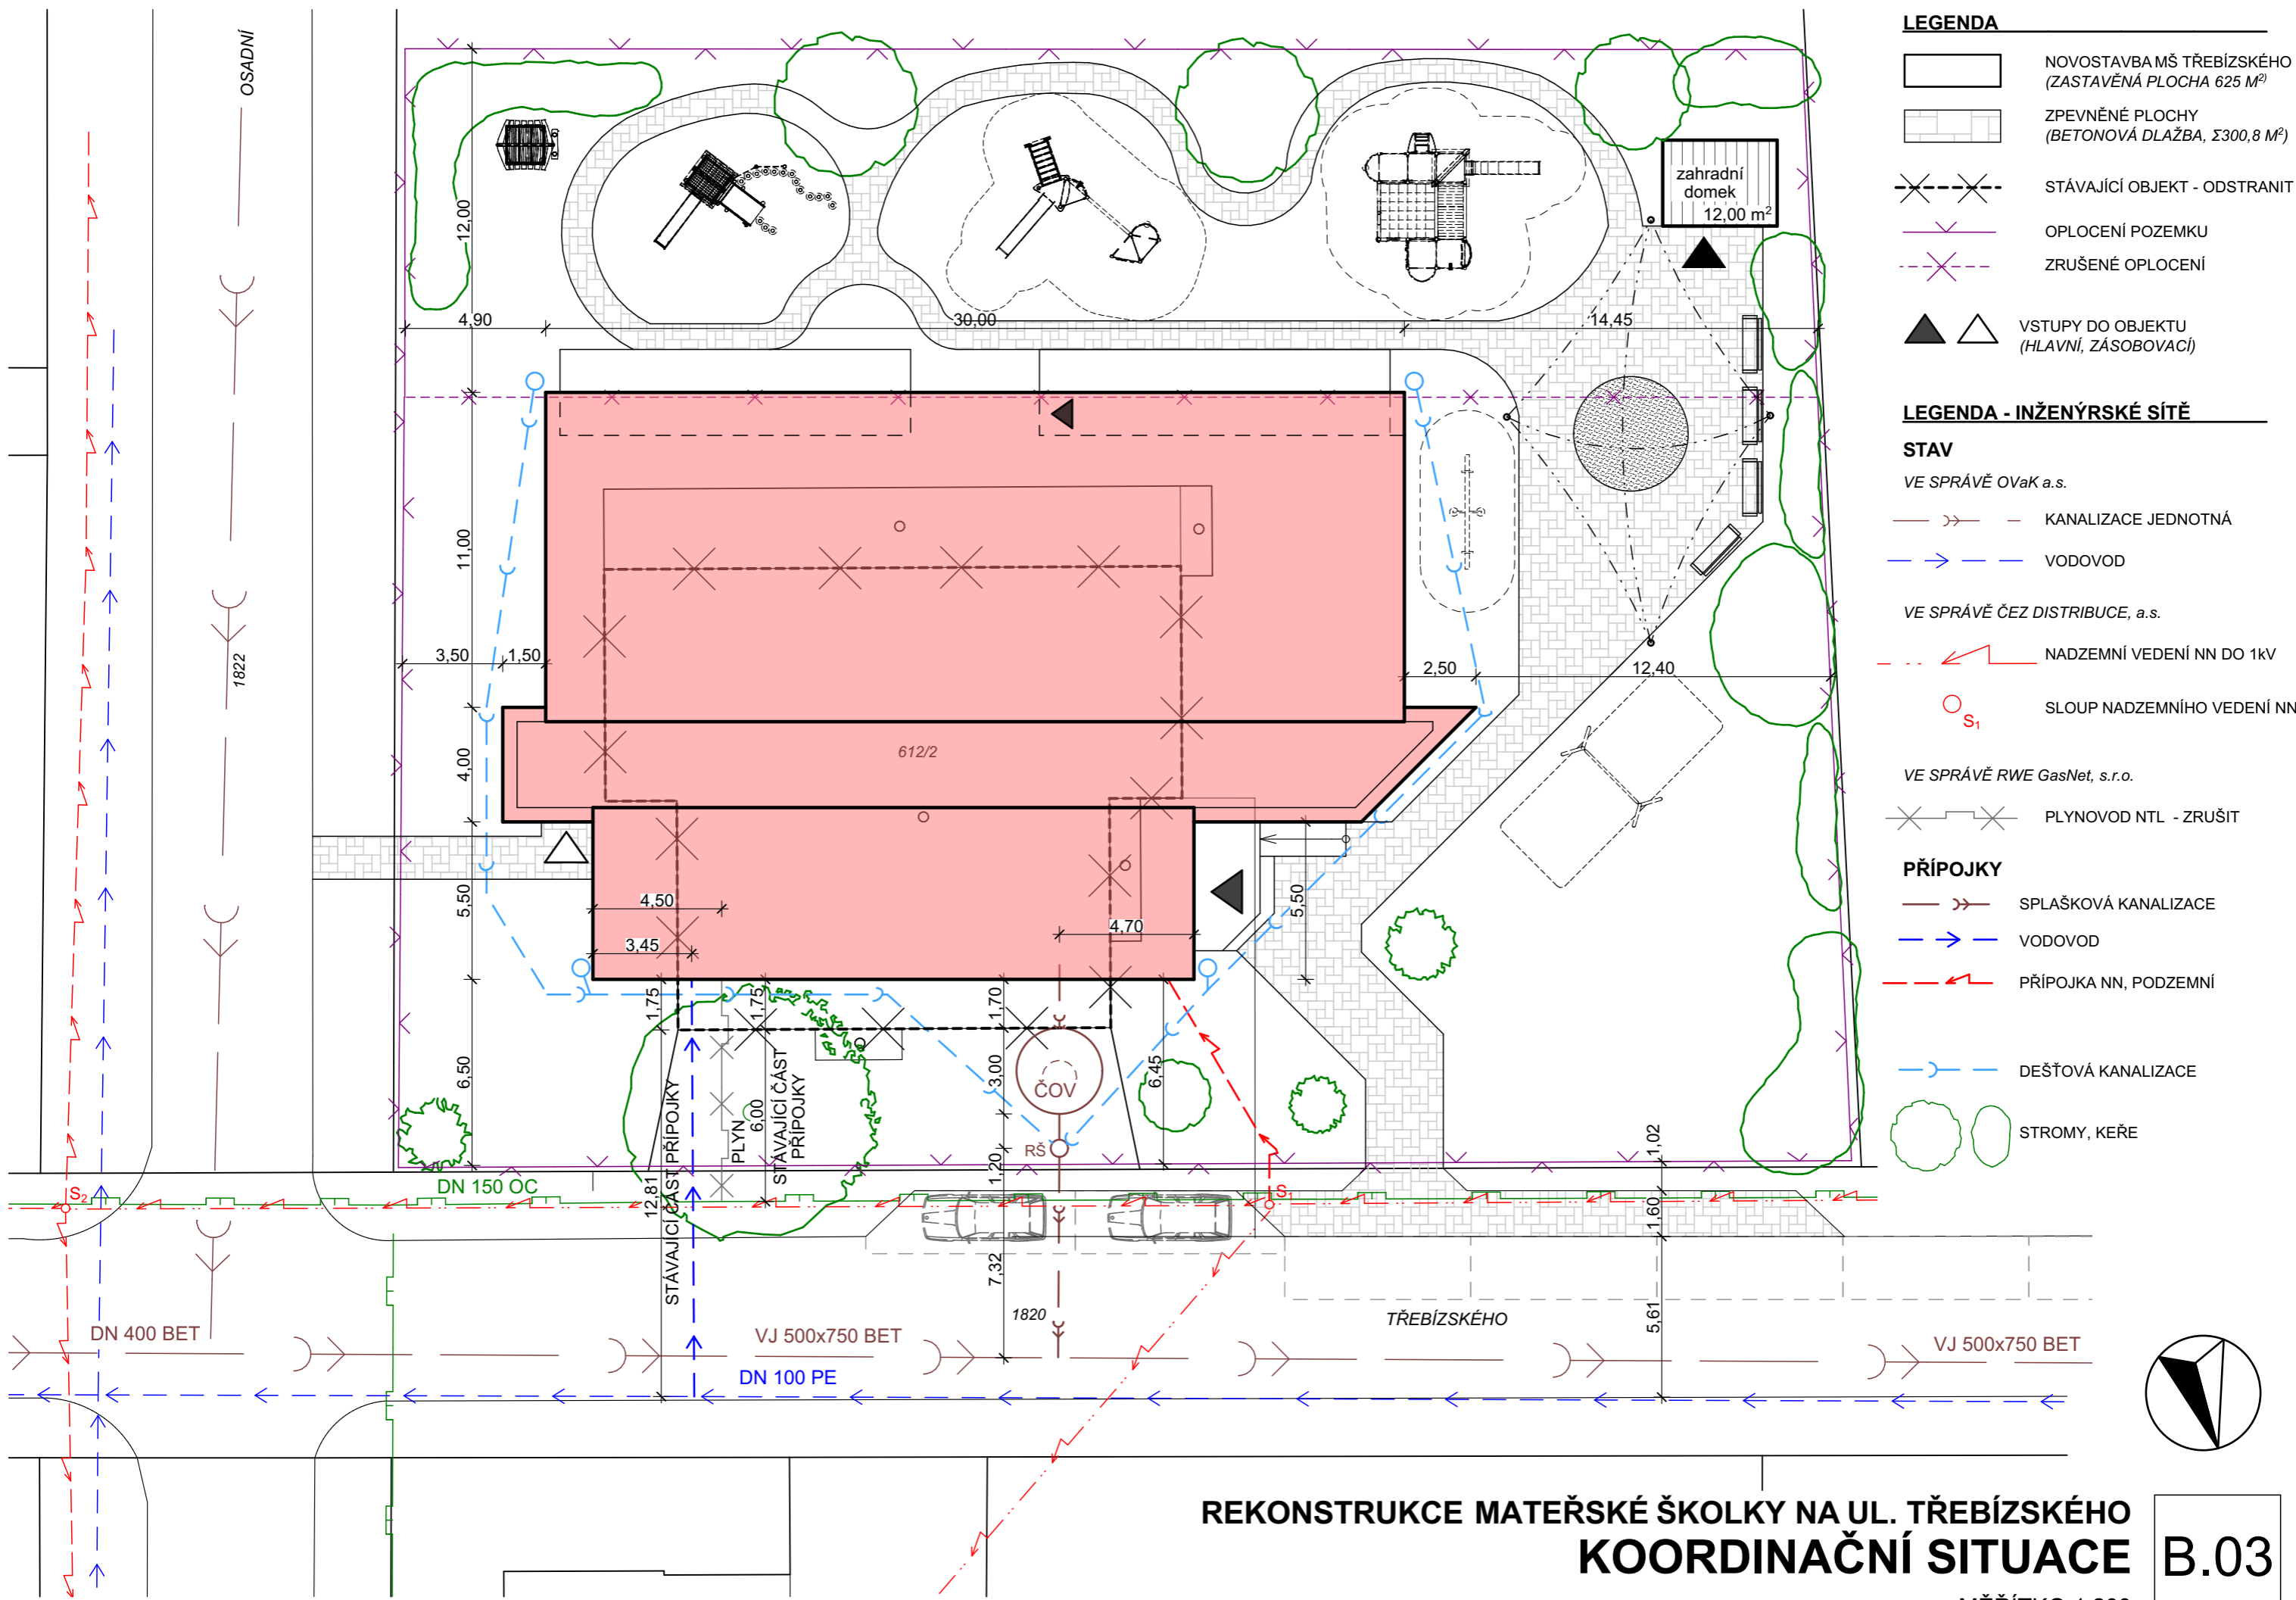 OSADNÍ
1822
12,00
4,90
30,00
14,45
zahradní
domek
12,00 m²
11,00
3,50
1,50
2,50
12,40
4,00
612/2
5,50
4,50
3,45
4,70
5,50
1,75
1,75
1,70
6,50
3,00
6,45
ČOV
RŠ
STÁVAJÍCÍ ČÁST PŘÍPOJKY
PLYN
6,00
STÁVAJÍCÍ ČÁST
PŘÍPOJKY
1,20
1,02
S₂
DN 150 OC
12,81
S₁
1,60
7,32
1820
TŘEBÍZSKÉHO
5,61
DN 400 BET
VJ 500x750 BET
VJ 500x750 BET
DN 100 PE
LEGENDA
NOVOSTAVBA MŠ TŘEBÍZSKÉHO
(ZASTAVĚNÁ PLOCHA 625 M²)
ZPEVNĚNÉ PLOCHY
(BETONOVÁ DLAŽBA, Σ300,8 M²)
STÁVAJÍCÍ OBJEKT - ODSTRANIT
OPLOCENÍ POZEMKU
ZRUŠENÉ OPLOCENÍ
VSTUPY DO OBJEKTU
(HLAVNÍ, ZÁSOBOVACÍ)
LEGENDA - INŽENÝRSKÉ SÍTĚ
STAV
VE SPRÁVĚ OVaK a.s.
KANALIZACE JEDNOTNÁ
VODOVOD
VE SPRÁVĚ ČEZ DISTRIBUCE, a.s.
NADZEMNÍ VEDENÍ NN DO 1kV
S₁
SLOUP NADZEMNÍHO VEDENÍ NN
VE SPRÁVĚ RWE GasNet, s.r.o.
PLYNOVOD NTL - ZRUŠIT
PŘÍPOJKY
SPLAŠKOVÁ KANALIZACE
VODOVOD
PŘÍPOJKA NN, PODZEMNÍ
DEŠŤOVÁ KANALIZACE
STROMY, KEŘE
REKONSTRUKCE MATEŘSKÉ ŠKOLKY NA UL. TŘEBÍZSKÉHO
KOORDINAČNÍ SITUACE
B.03